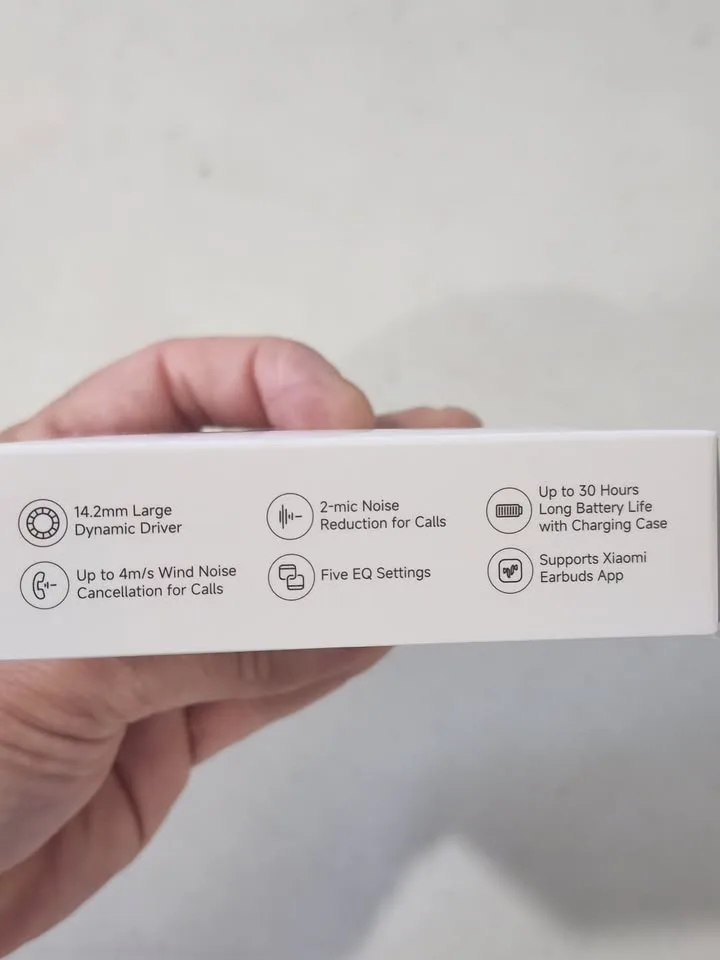 14.2mm Large
Dynamic Driver
2-mic Noise
Reduction for Calls
Up to 30 Hours
Long Battery Life
with Charging Case
Up to 4m/s Wind Noise
Cancellation for Calls
Five EQ Settings
Supports Xiaomi
Earbuds App